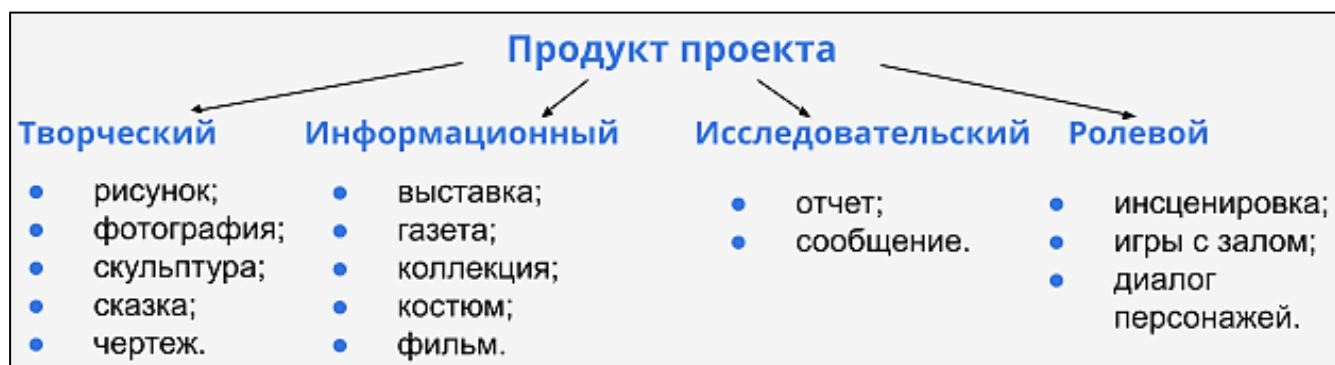 Продукт проекта
Творческий
рисунок;
фотография;
скульптура;
сказка;
чертеж.
Информационный
выставка;
газета;
коллекция;
костюм;
фильм.
Исследовательский
отчет;
сообщение.
Ролевой
инсценировка;
игры с залом;
диалог
персонажей.